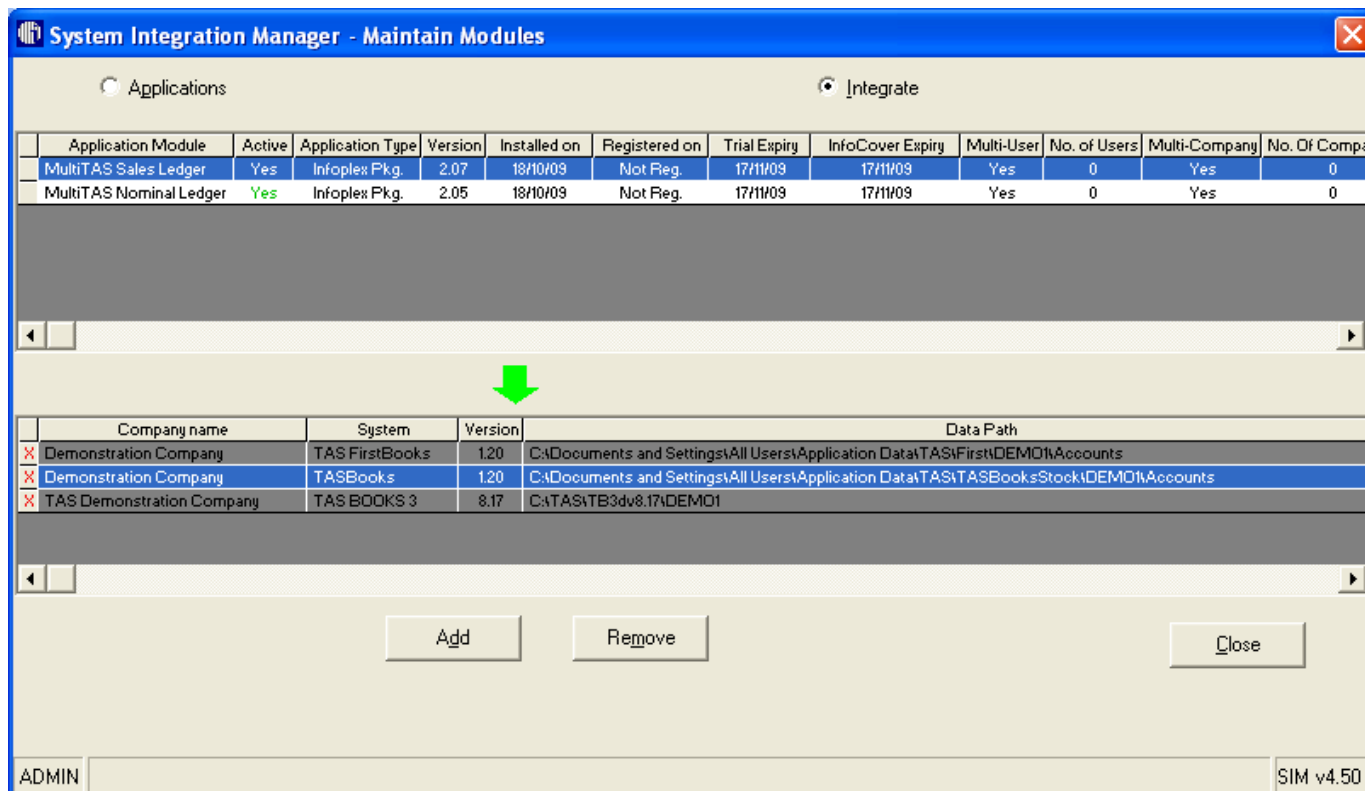 System Integration Manager - Maintain Modules
Applications Integrate
Application Module Active Application Type Version Installed on Registered on Trial Expiry InfoCover Expiry Multi-User No. of Users Multi-Company No. Of Compa
MultiTAS Sales Ledger Yes Infoplex Pkg. 2.07 18/10/09 Not Reg. 17/11/09 17/11/09 Yes 0 Yes 0
MultiTAS Nominal Ledger Yes Infoplex Pkg. 2.05 18/10/09 Not Reg. 17/11/09 17/11/09 Yes 0 Yes 0
Company name System Version Data Path
X Demonstration Company TAS FirstBooks 1.20 C:\Documents and Settings\All Users\Application Data\TAS\First\DEMO1\Accounts
X Demonstration Company TASBooks 1.20 C:\Documents and Settings\All Users\Application Data\TAS\TASBooksStock\DEMO1\Accounts
X TAS Demonstration Company TAS BOOKS 3 8.17 C:\TAS\TB3dv8.17\DEMO1
Add Remove Close
ADMIN SIM v4.50